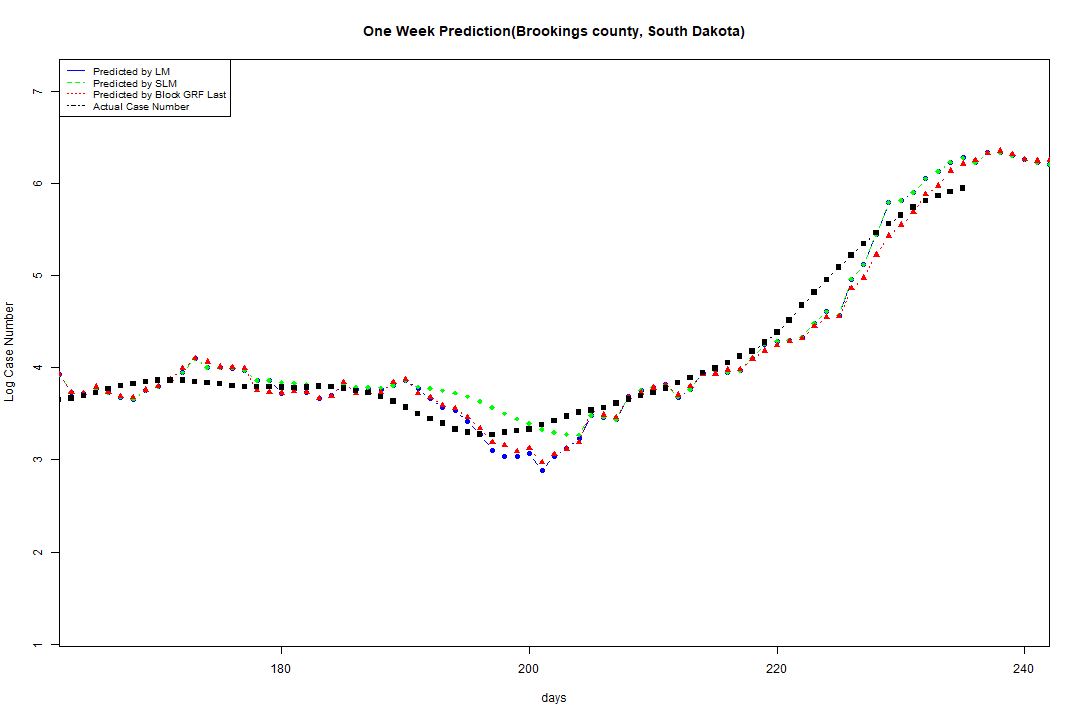 One Week Prediction(Brookings county, South Dakota)
Predicted by LM
Predicted by SLM
Predicted by Block GRF Last
Actual Case Number
7
6
5
4
3
2
1
Log Case Number
180 200 220 240
days